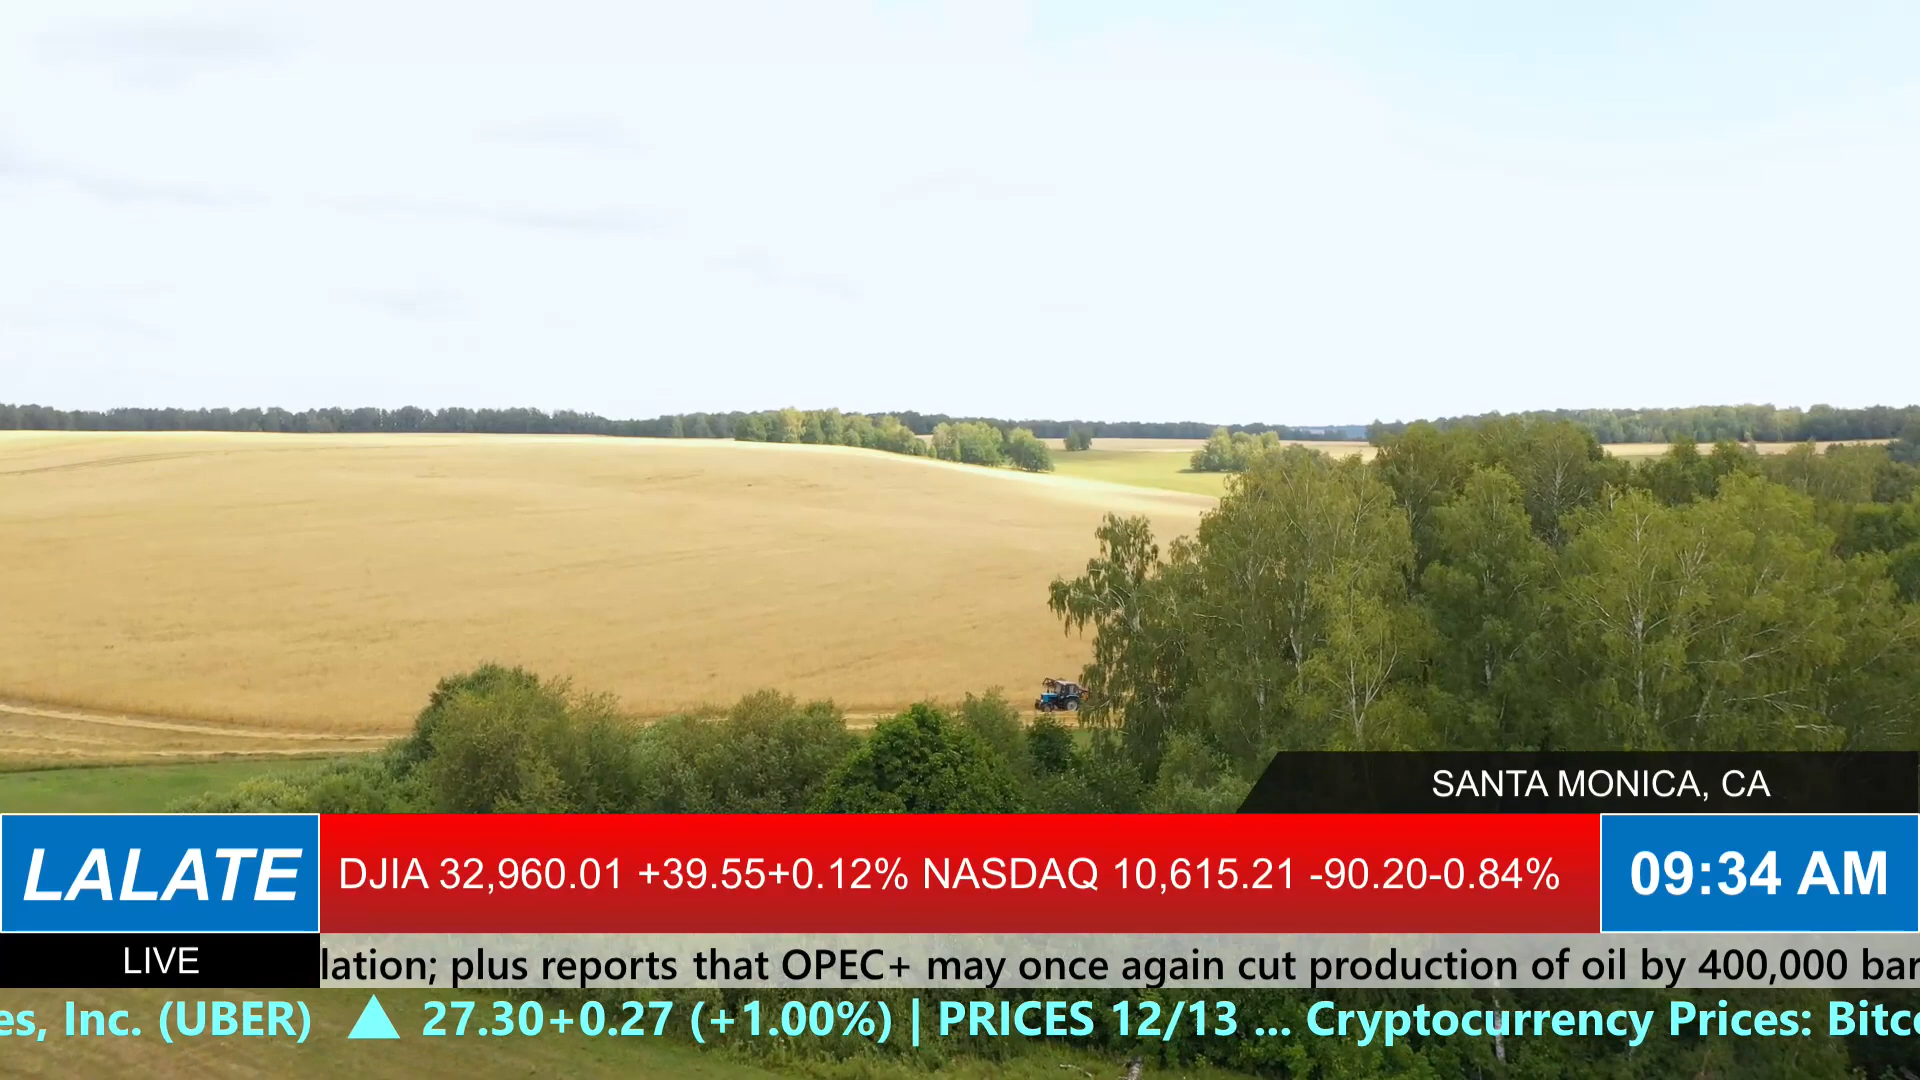 SANTA MONICA, CA
LALATE
DJIA 32,960.01 +39.55+0.12% NASDAQ 10,615.21 -90.20-0.84%
09:34 AM
LIVE
lation; plus reports that OPEC+ may once again cut production of oil by 400,000 bar
es, Inc. (UBER) ▲ 27.30+0.27 (+1.00%) | PRICES 12/13 ... Cryptocurrency Prices: Bitc